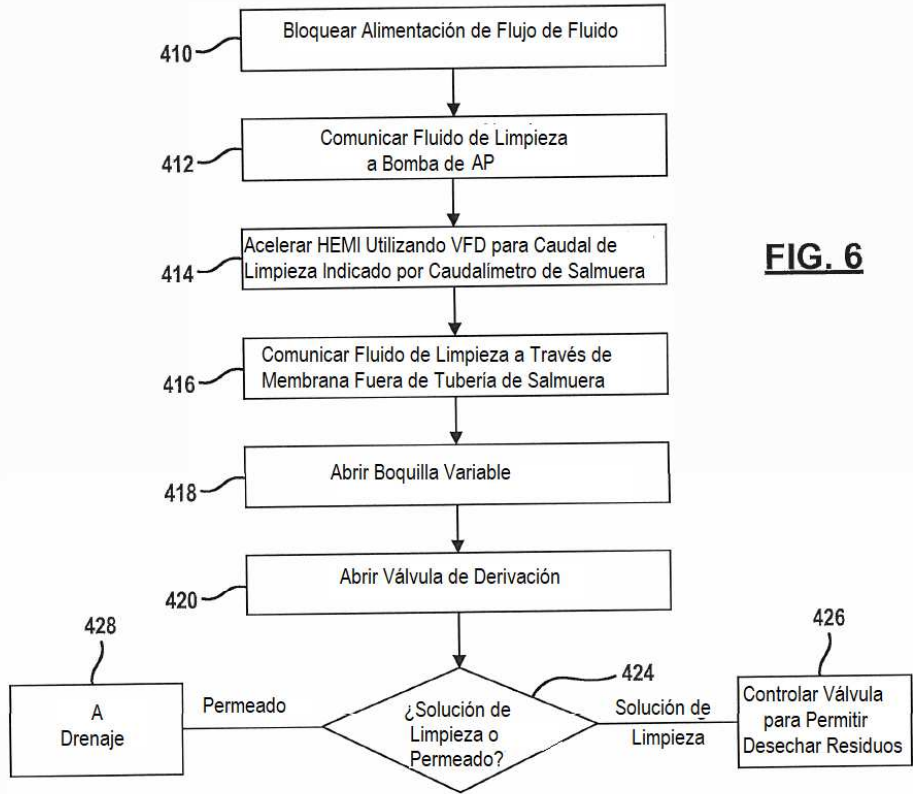 410
Bloquear Alimentación de Flujo de Fluido
412
Comunicar Fluido de Limpieza
a Bomba de AP
414
Acelerar HEMI Utilizando VFD para Caudal de
Limpieza Indicado por Caudalímetro de Salmuera
FIG. 6
416
Comunicar Fluido de Limpieza a Través de
Membrana Fuera de Tubería de Salmuera
418
Abrir Boquilla Variable
420
Abrir Válvula de Derivación
428
A
Drenaje
Permeado
424
¿Solución de
Limpieza o
Permeado?
Solución de
Limpieza
426
Controlar Válvula
para Permitir
Desechar Residuos